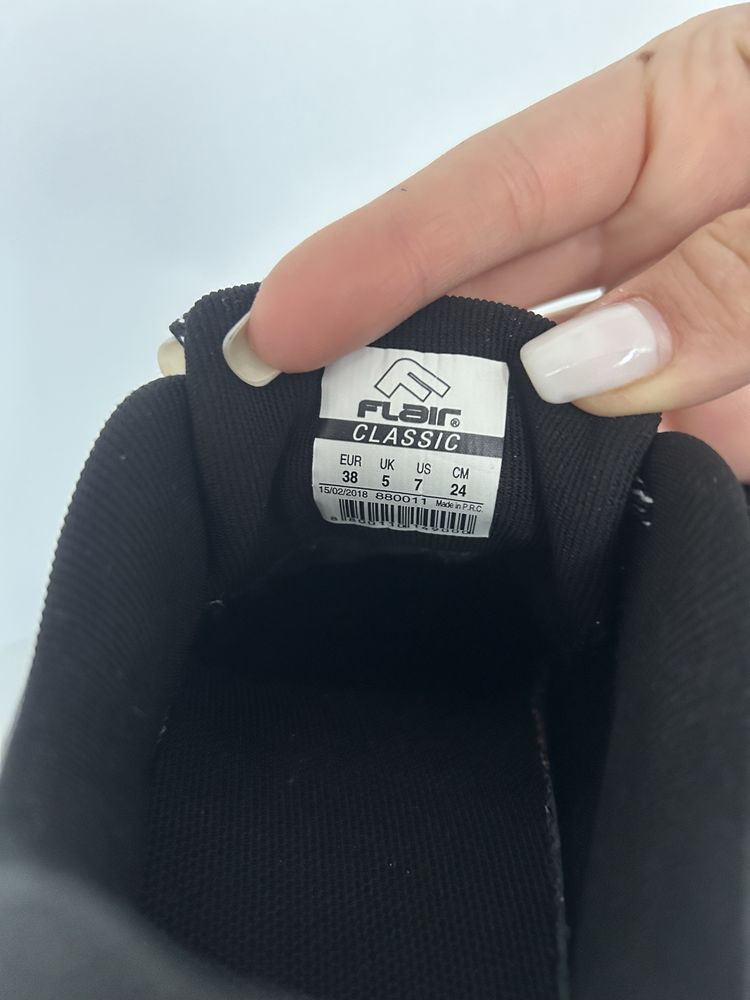 FLAIR®
CLASSIC
EUR UK US CM
38 5 7 24
15/02/2018 880011 Made in P.R.C.